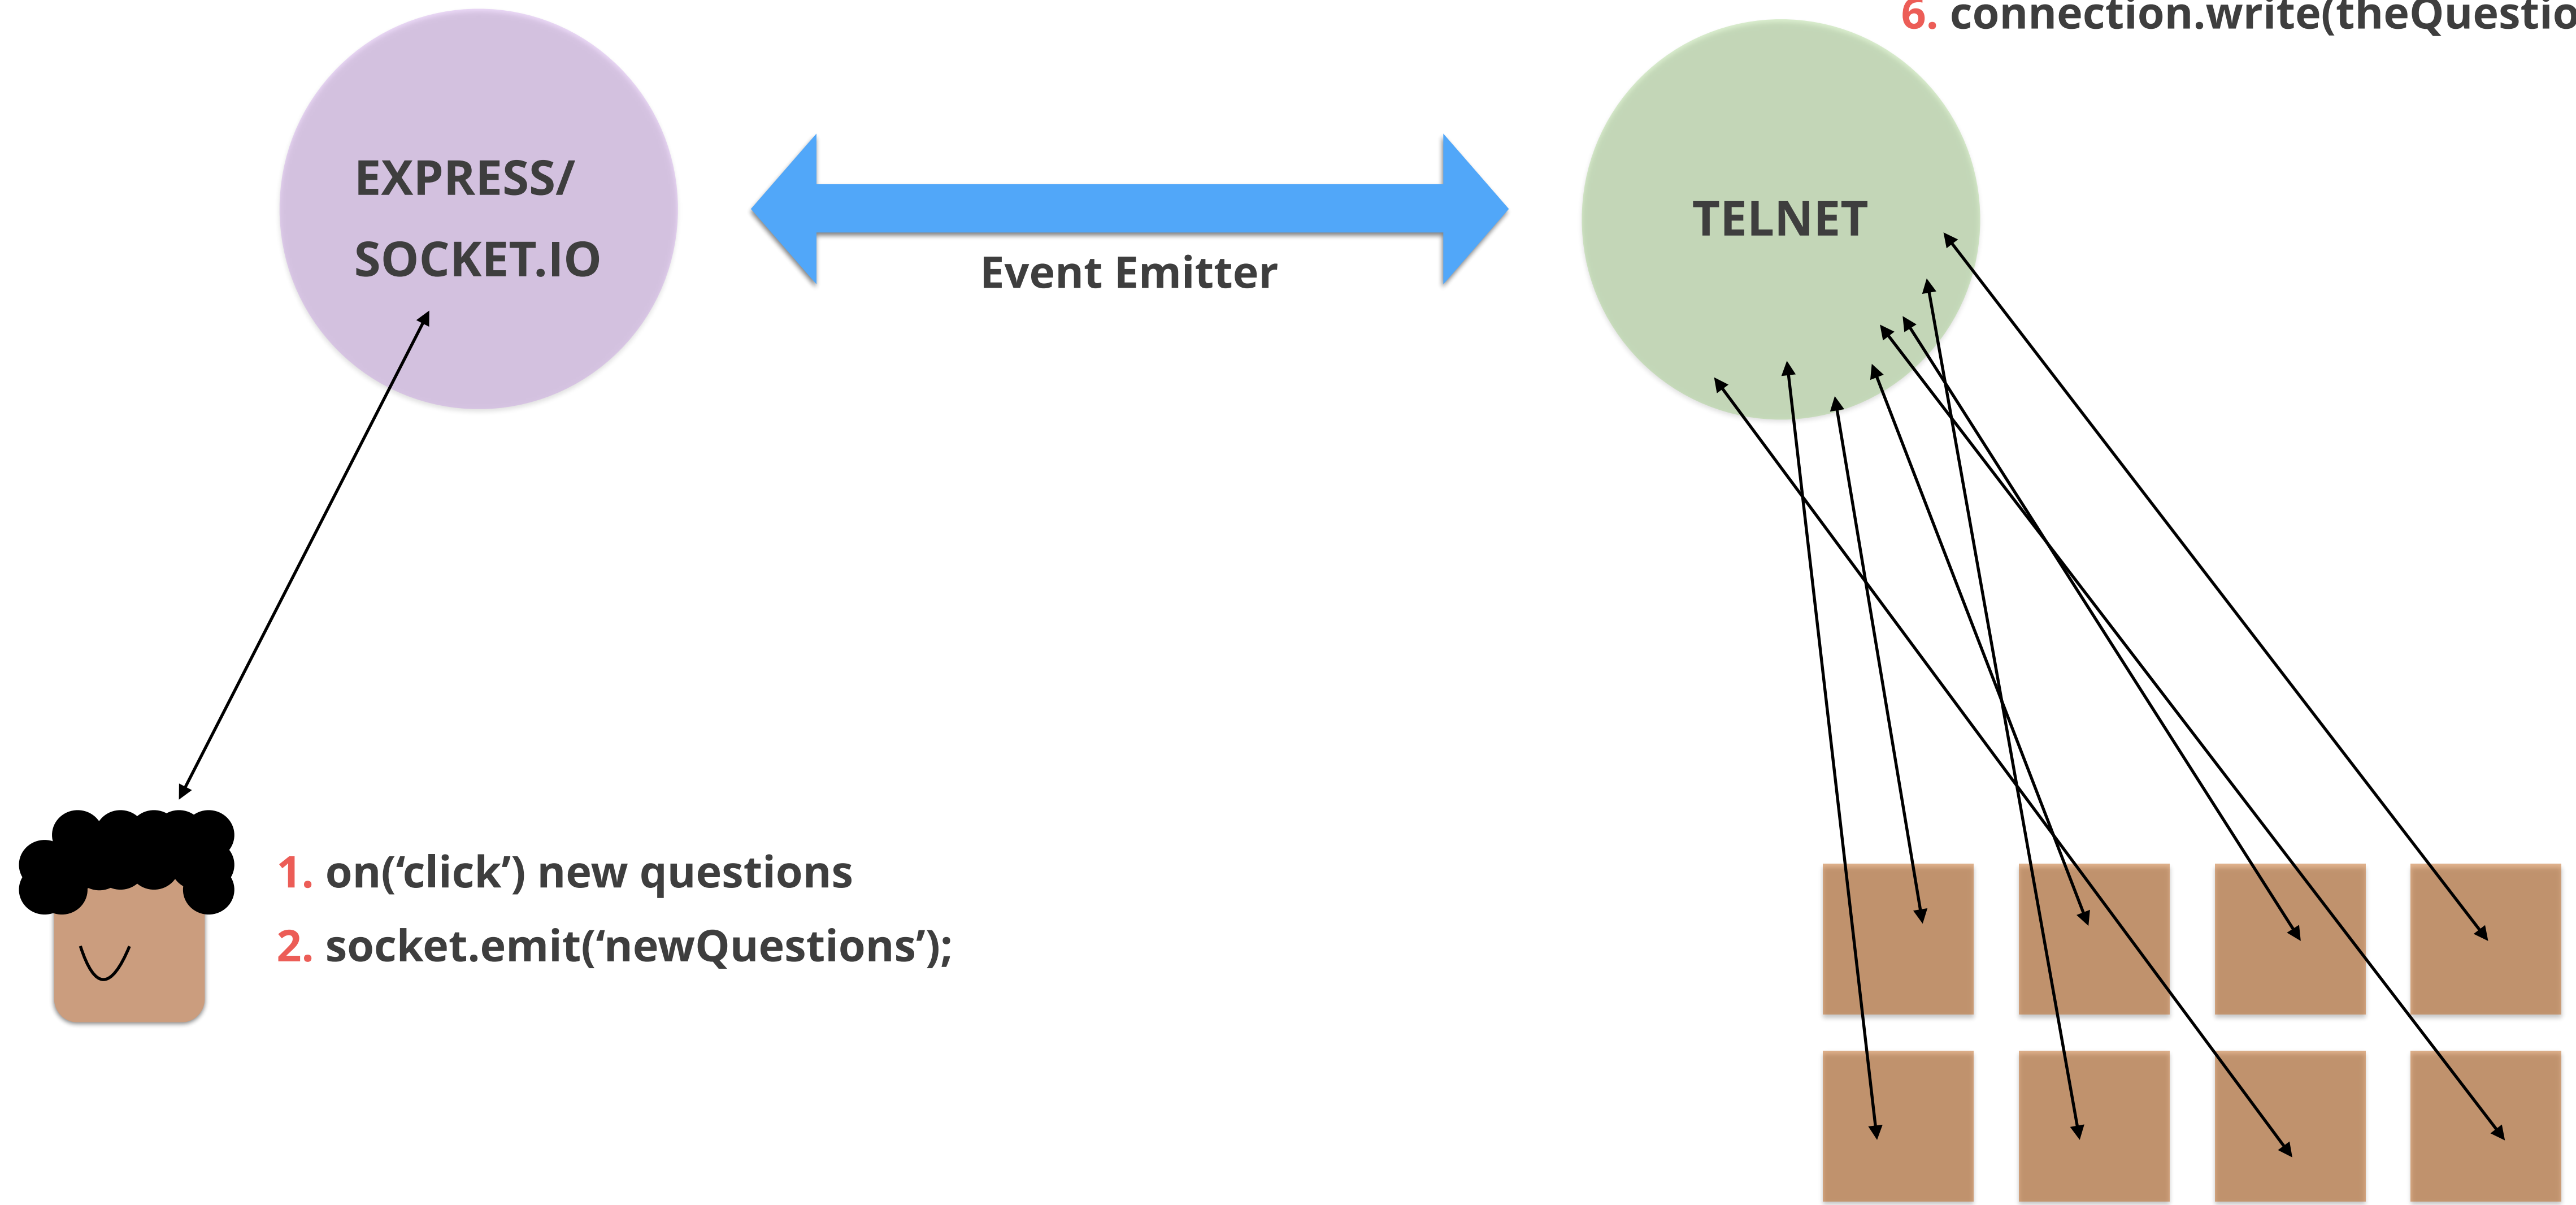 6. connection.write(theQuestio
EXPRESS/
SOCKET.IO
TELNET
Event Emitter
1. on(‘click’) new questions
2. socket.emit(‘newQuestions’);